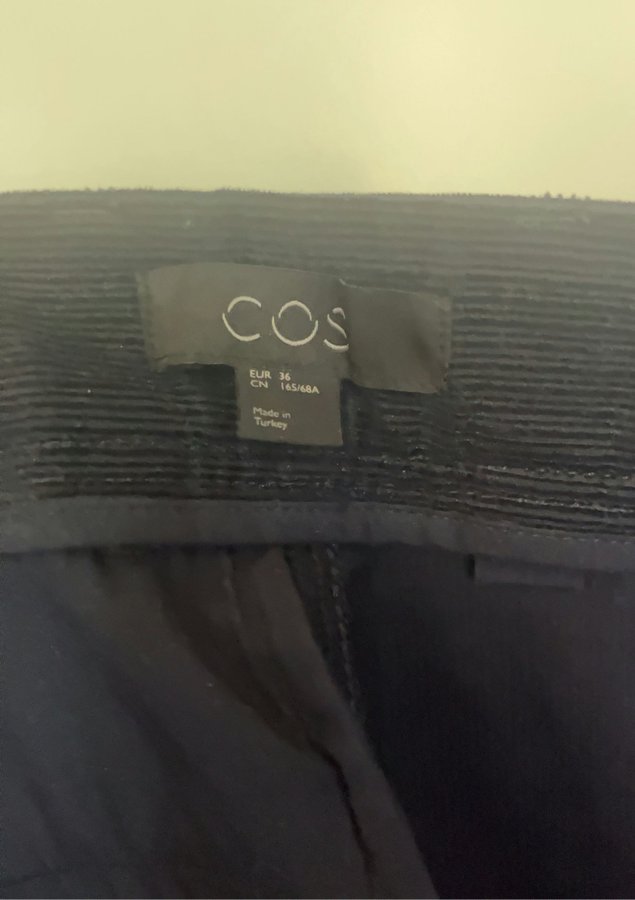 COS
EUR 36
CN 165/68A
Made in
Turkey